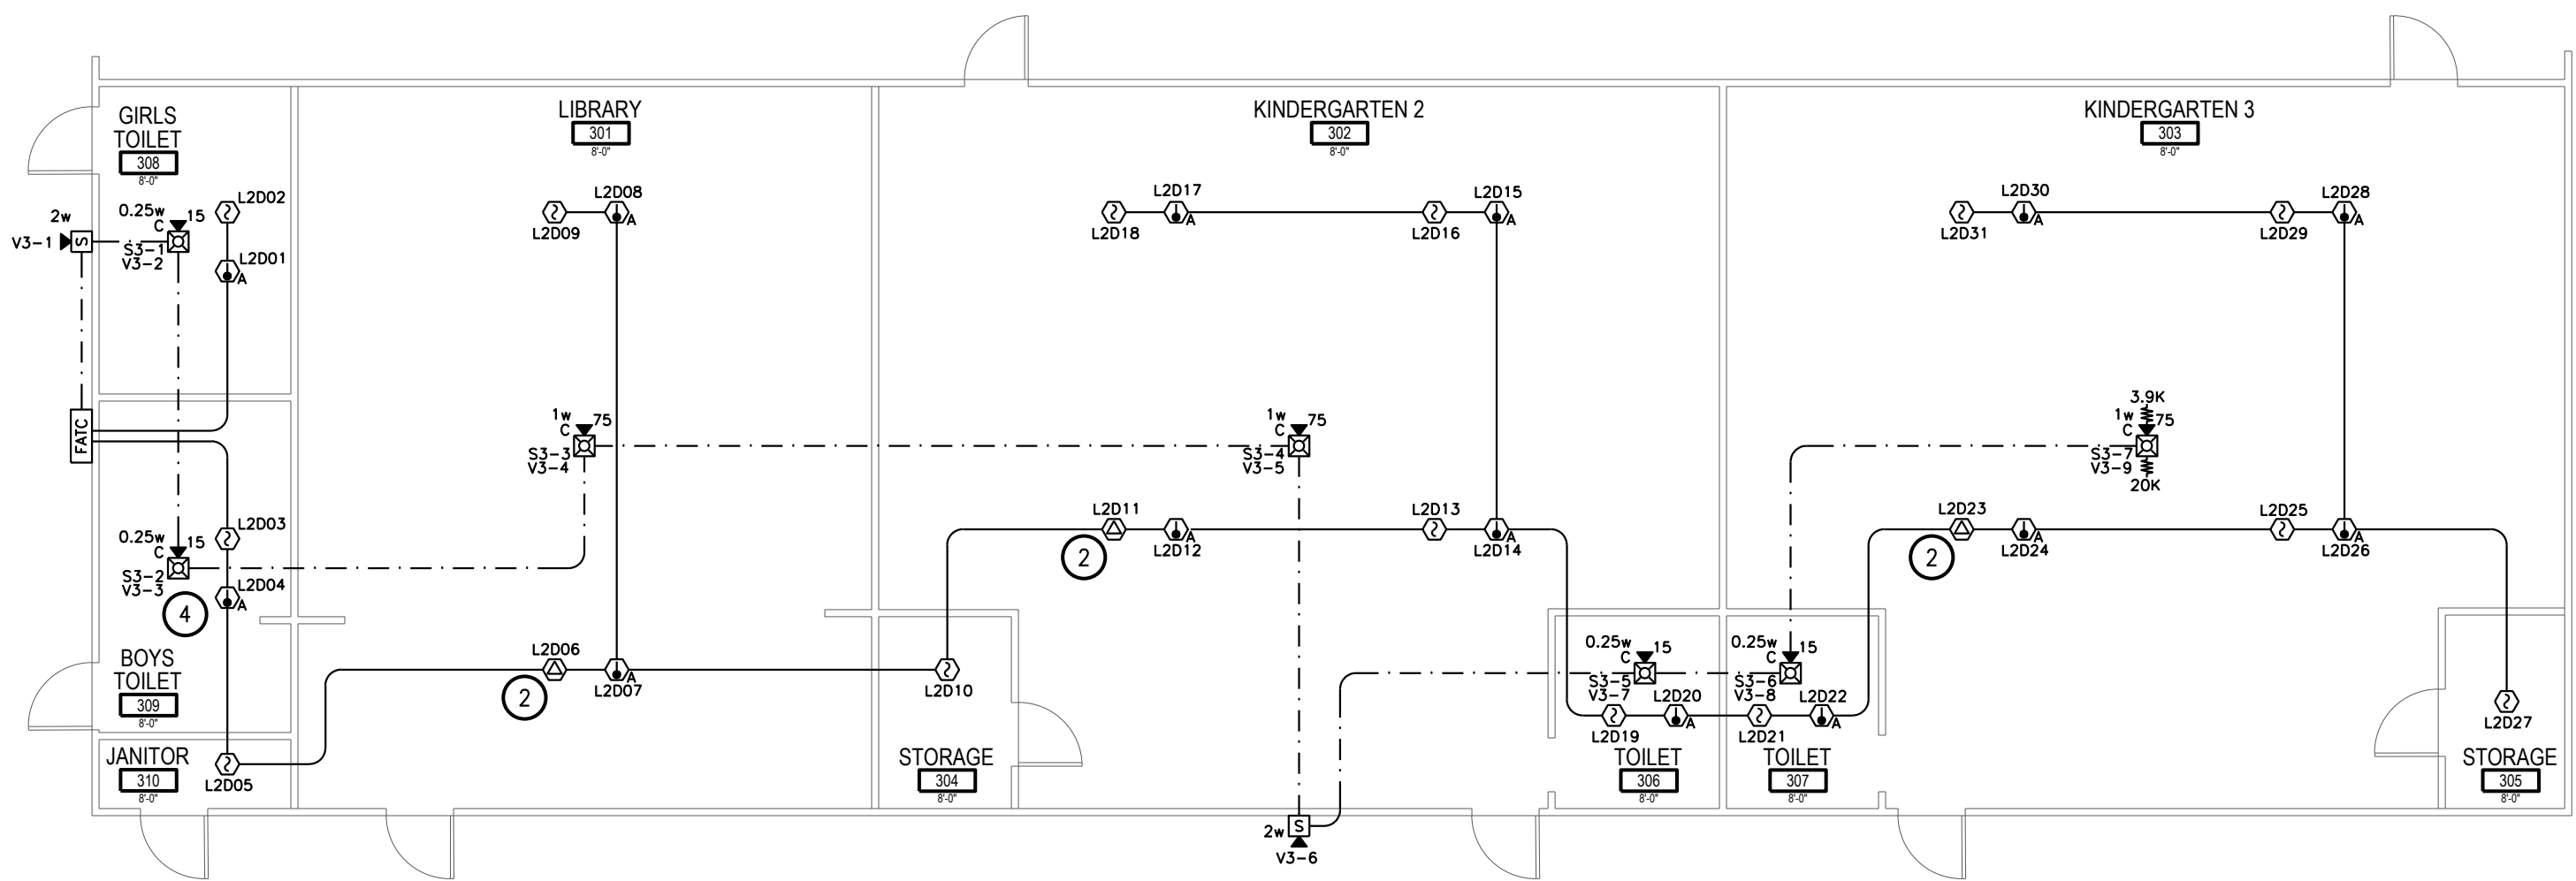 GIRLS
TOILET
308
8'-0"
LIBRARY
301
8'-0"
KINDERGARTEN 2
302
8'-0"
KINDERGARTEN 3
303
8'-0"
2w
V3-1
S
0.25w
C
15
S3-1
V3-2
L2D02
L2D01
A
L2D08
A
L2D09
L2D17
A
L2D18
L2D15
A
L2D16
L2D30
A
L2D31
L2D28
A
L2D29
FATC
1w
C
75
S3-3
V3-4
1w
C
75
S3-4
V3-5
3.9K
1w
C
75
S3-7
V3-9
20K
0.25w
C
15
S3-2
V3-3
L2D03
L2D04
A
4
L2D11
2
A
L2D12
L2D13
A
L2D14
L2D23
2
A
L2D24
L2D25
A
L2D26
BOYS
TOILET
309
8'-0"
L2D06
2
A
L2D07
L2D10
0.25w
C
15
S3-5
V3-7
L2D20
A
L2D19
0.25w
C
15
S3-6
V3-8
L2D22
A
L2D21
L2D27
JANITOR
310
8'-0"
L2D05
STORAGE
304
8'-0"
TOILET
306
8'-0"
TOILET
307
8'-0"
STORAGE
305
8'-0"
2w
S
V3-6